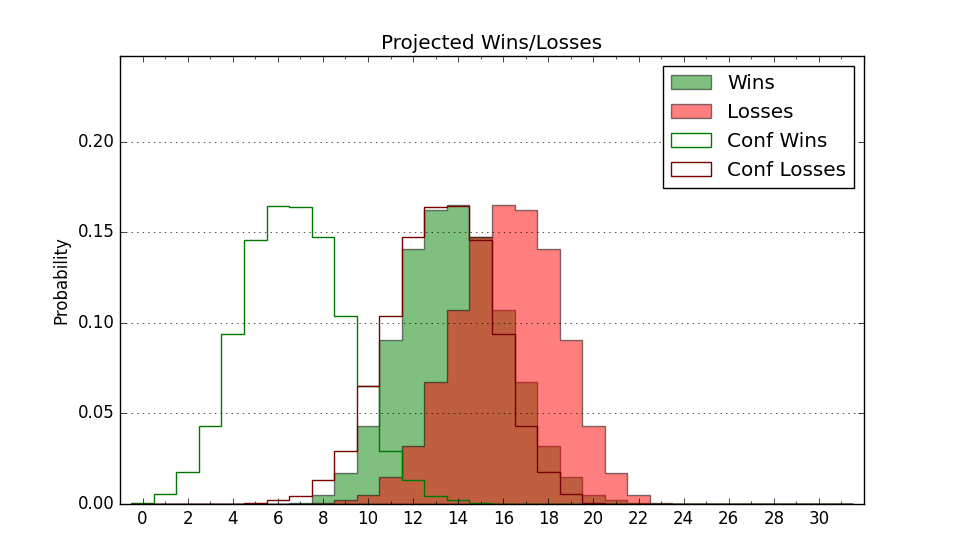 Projected Wins/Losses
Wins
Losses
Conf Wins
Conf Losses
Probability
0.20
0.15
0.10
0.05
0.00
0 2 4 6 8 10 12 14 16 18 20 22 24 26 28 30